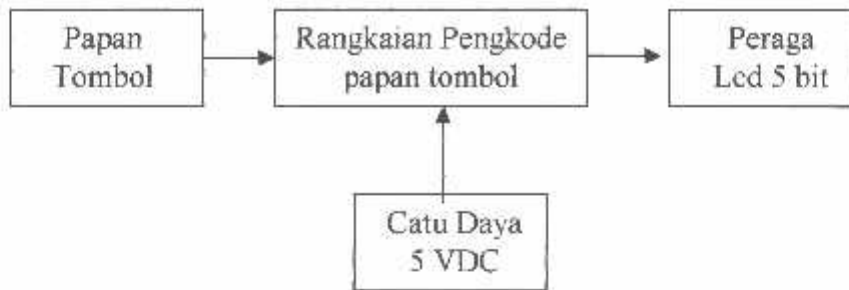 Papan
Tombol
Rangkaian Pengkode
papan tombol
Peraga
Led 5 bit
Catu Daya
5 VDC